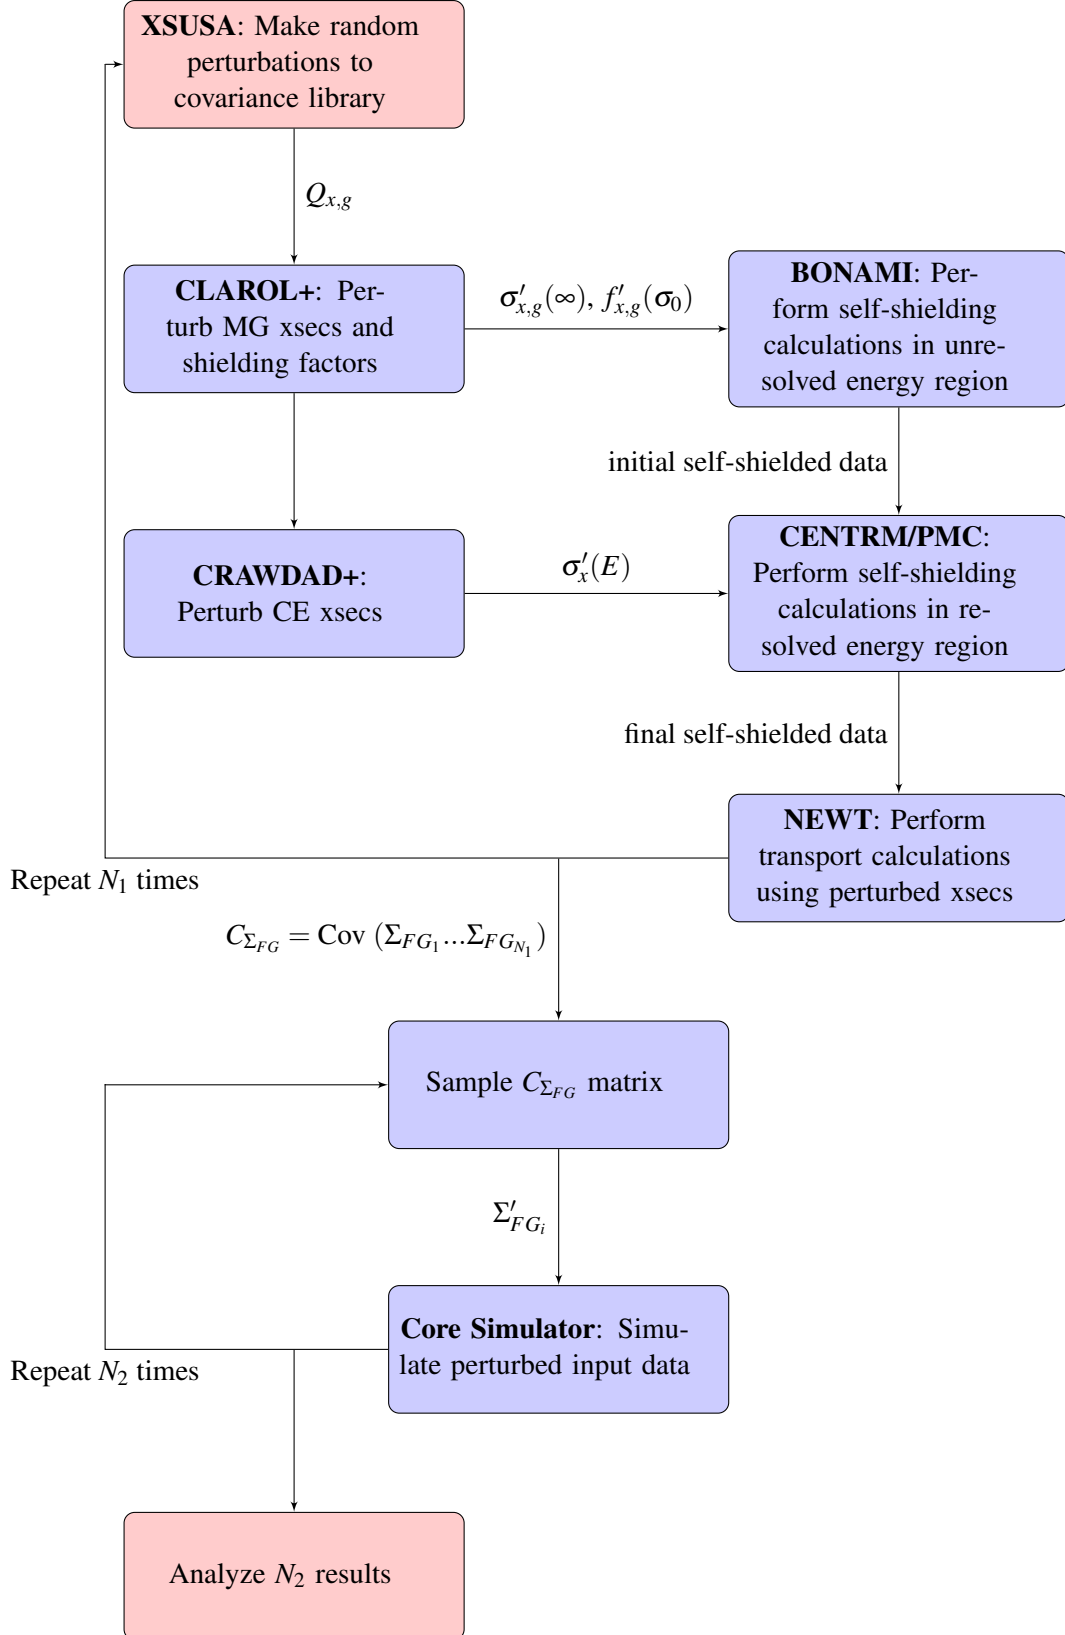 XSUSA: Make random
perturbations to
covariance library
Q_{x,g}
CLAROL+: Per-
turb MG xsecs and
shielding factors
σ′_{x,g}(∞), f′_{x,g}(σ_0)
BONAMI: Per-
form self-shielding
calculations in unre-
solved energy region
initial self-shielded data
CRAWDAD+:
Perturb CE xsecs
σ′_x(E)
CENTRM/PMC:
Perform self-shielding
calculations in re-
solved energy region
final self-shielded data
NEWT: Perform
transport calculations
using perturbed xsecs
Repeat N_1 times
C_{Σ_{FG}} = Cov (Σ_{FG_1}...Σ_{FG_{N_1}})
Sample C_{Σ_{FG}} matrix
Σ′_{FG_i}
Core Simulator: Simu-
late perturbed input data
Repeat N_2 times
Analyze N_2 results